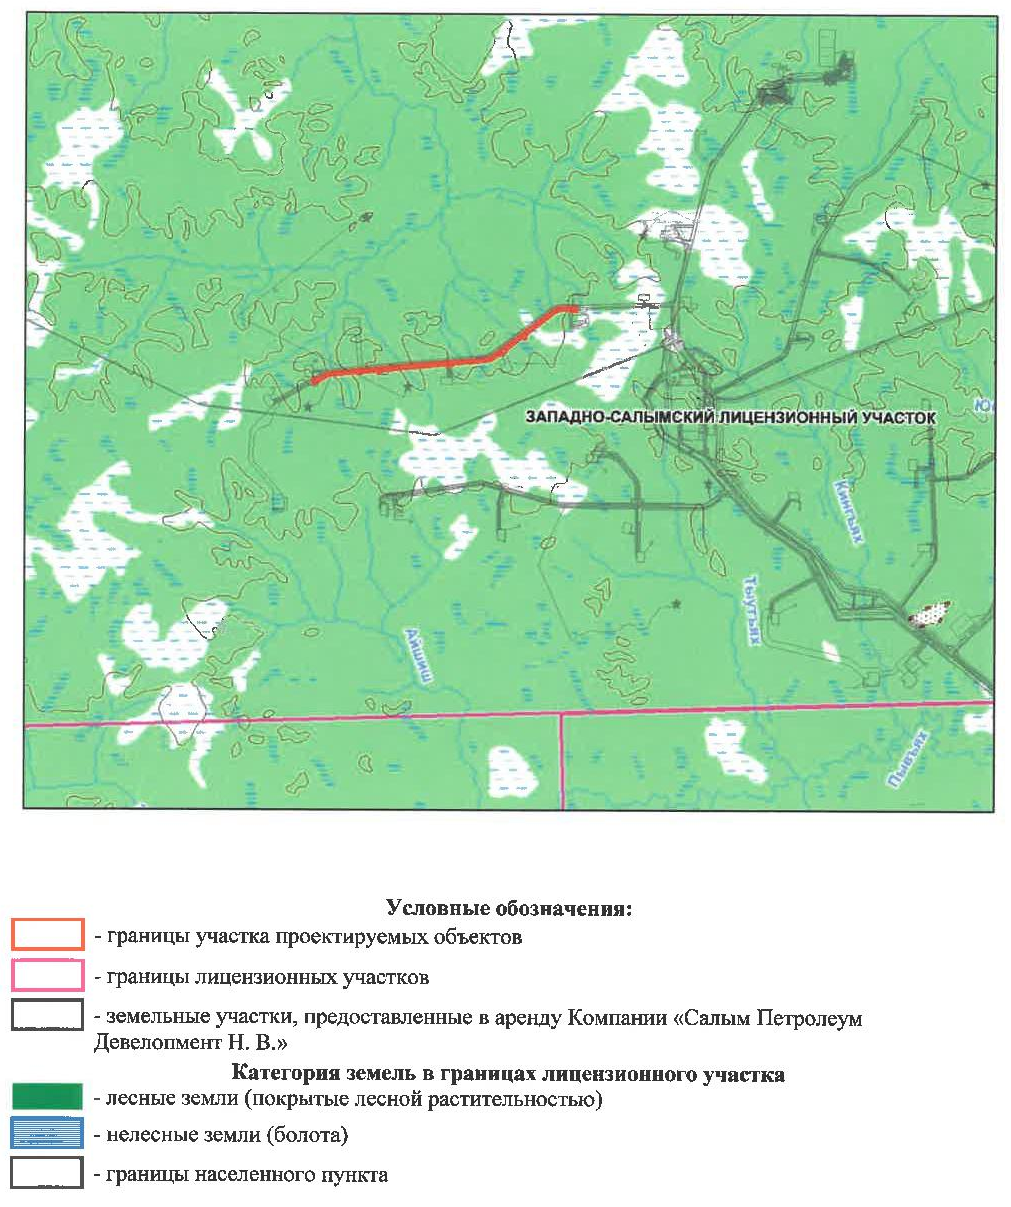 ЗАПАДНО-САЛЫМСКИЙ ЛИЦЕНЗИОННЫЙ УЧАСТОК
Кингъях
Тыутъях
Айшиш
Пывъях
Условные обозначения:
- границы участка проектируемых объектов
- границы лицензионных участков
- земельные участки, предоставленные в аренду Компании «Салым Петролеум
Девелопмент Н. В.»
Категория земель в границах лицензионного участка
- лесные земли (покрытые лесной растительностью)
- нелесные земли (болота)
- границы населенного пункта